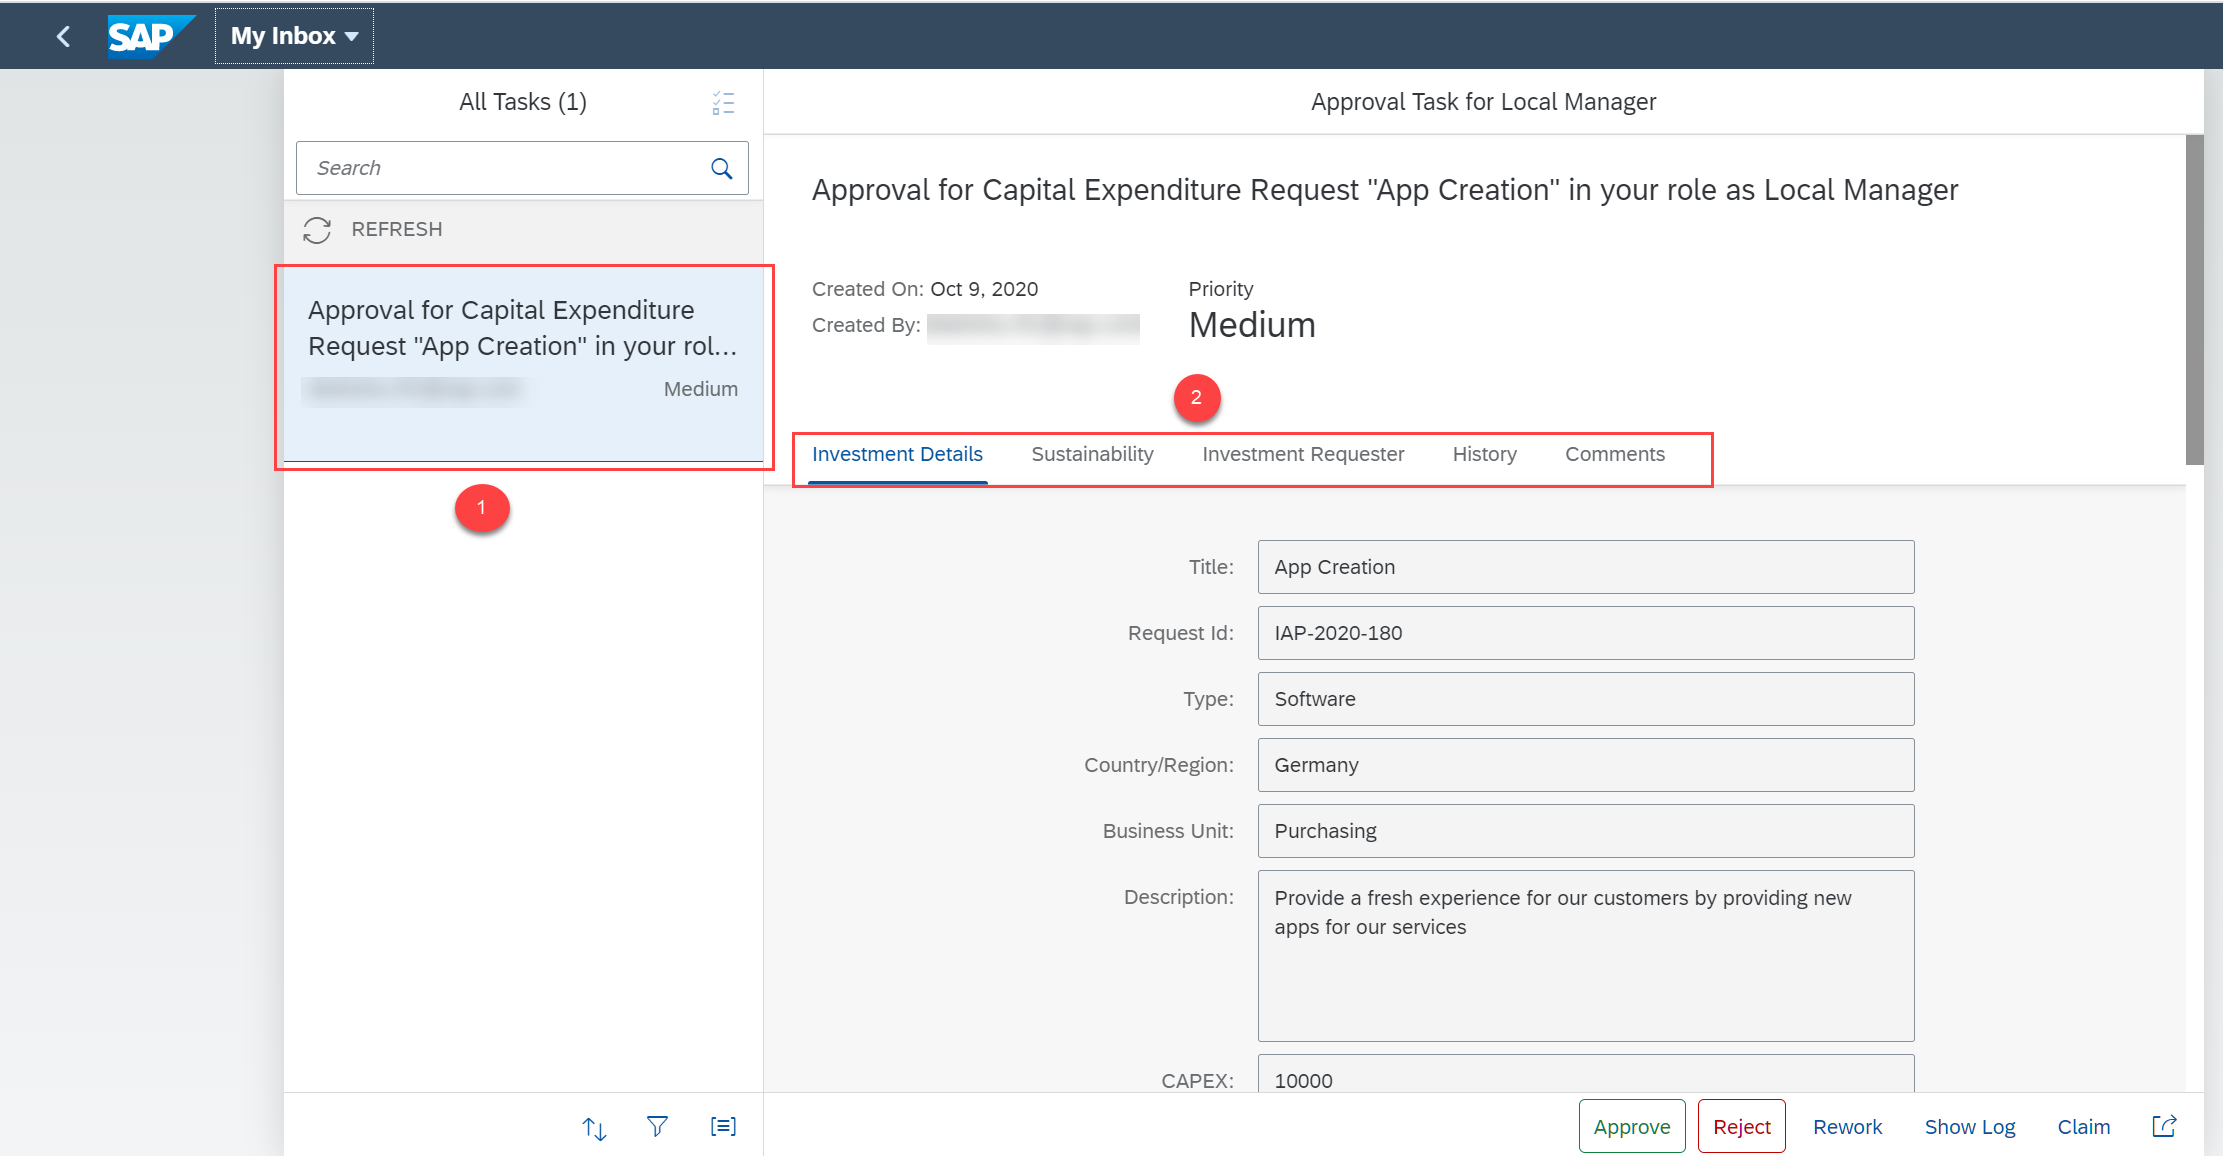 SAP
My Inbox
All Tasks (1)
Search
REFRESH
Approval for Capital Expenditure
Request "App Creation" in your rol...
Medium
1
Approval Task for Local Manager
Approval for Capital Expenditure Request "App Creation" in your role as Local Manager
Created On: Oct 9, 2020
Created By:
Priority
Medium
2
Investment Details Sustainability Investment Requester History Comments
Title: App Creation
Request Id: IAP-2020-180
Type: Software
Country/Region: Germany
Business Unit: Purchasing
Description: Provide a fresh experience for our customers by providing new
apps for our services
CAPEX: 10000
Approve Reject Rework Show Log Claim